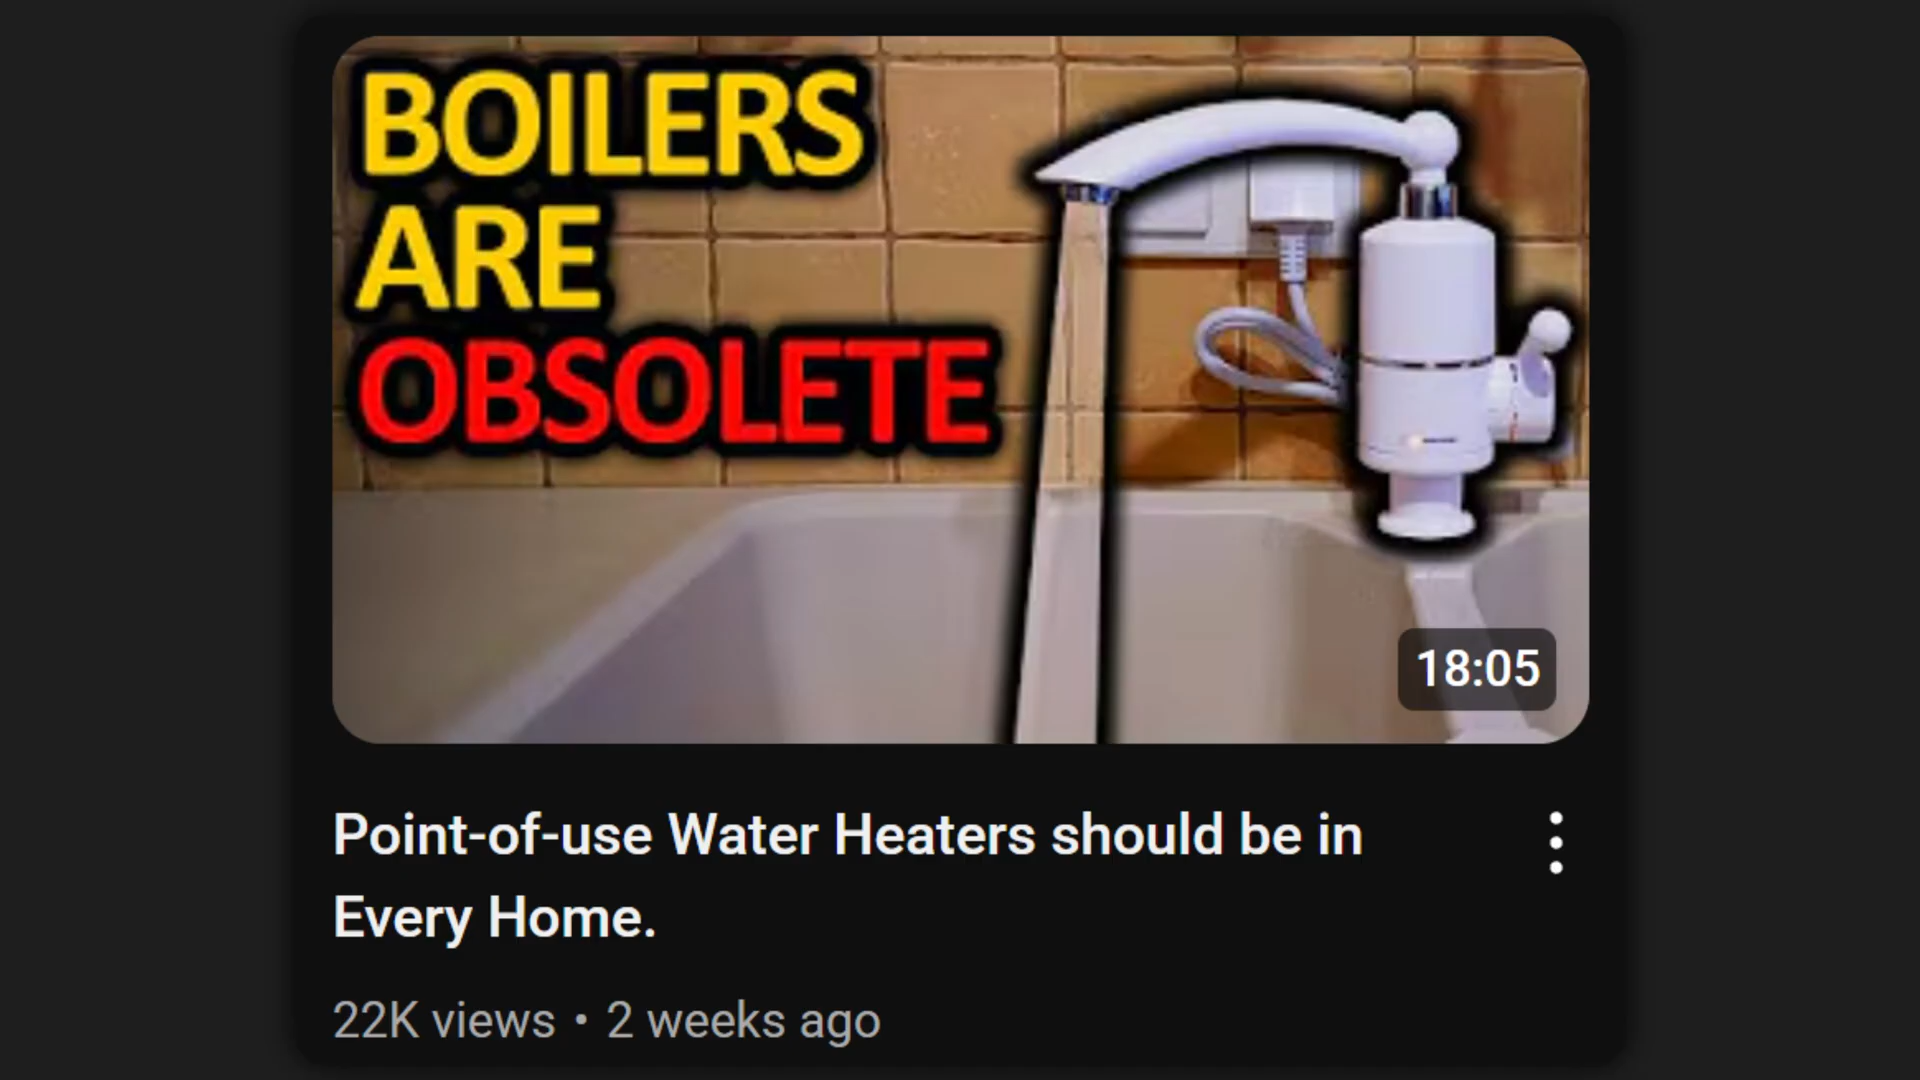 BOILERS
ARE
OBSOLETE
18:05
Point-of-use Water Heaters should be in
Every Home.
22K views • 2 weeks ago